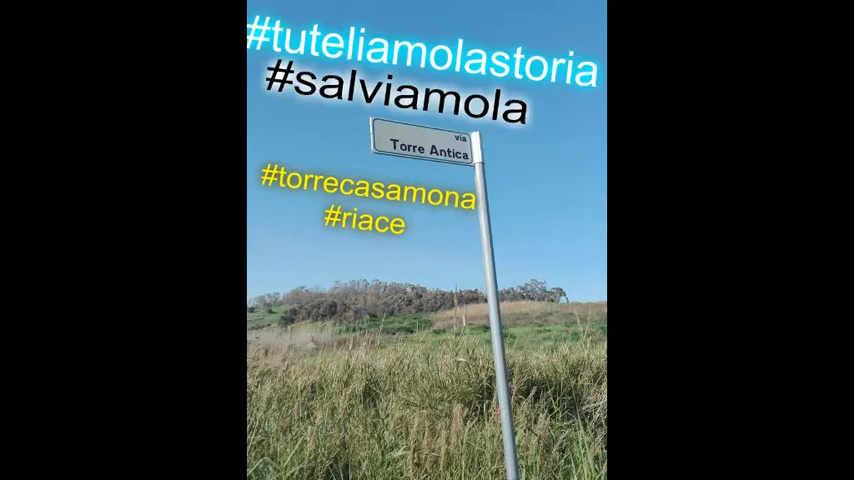 #tuteliamolastoria
#salviamola
via
Torre Antica
#torrecasamona
#riace